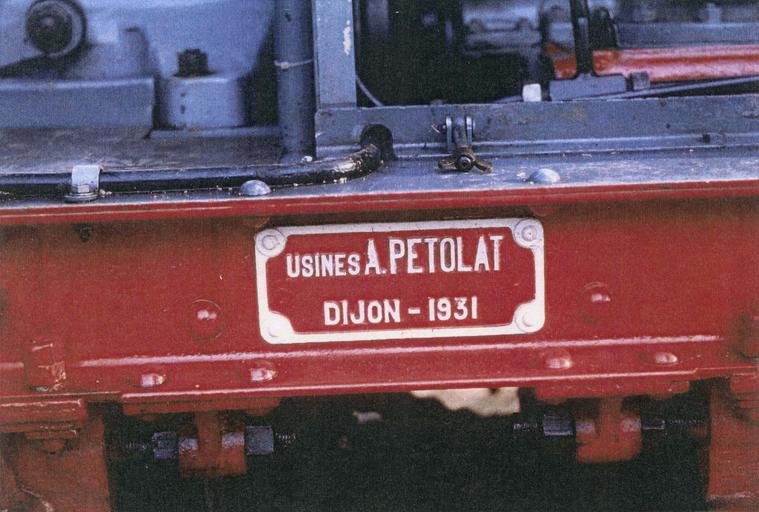 USINES A.PETOLAT
DIJON - 1931